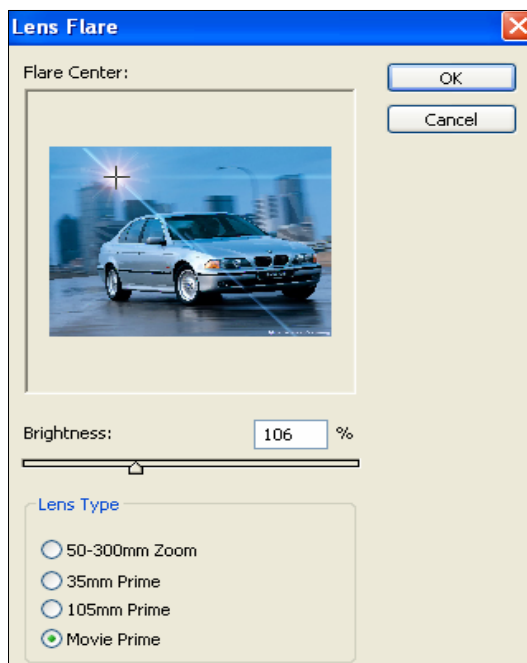 Lens Flare
Flare Center:
OK
Cancel
Brightness: 106 %
Lens Type
50-300mm Zoom
35mm Prime
105mm Prime
Movie Prime